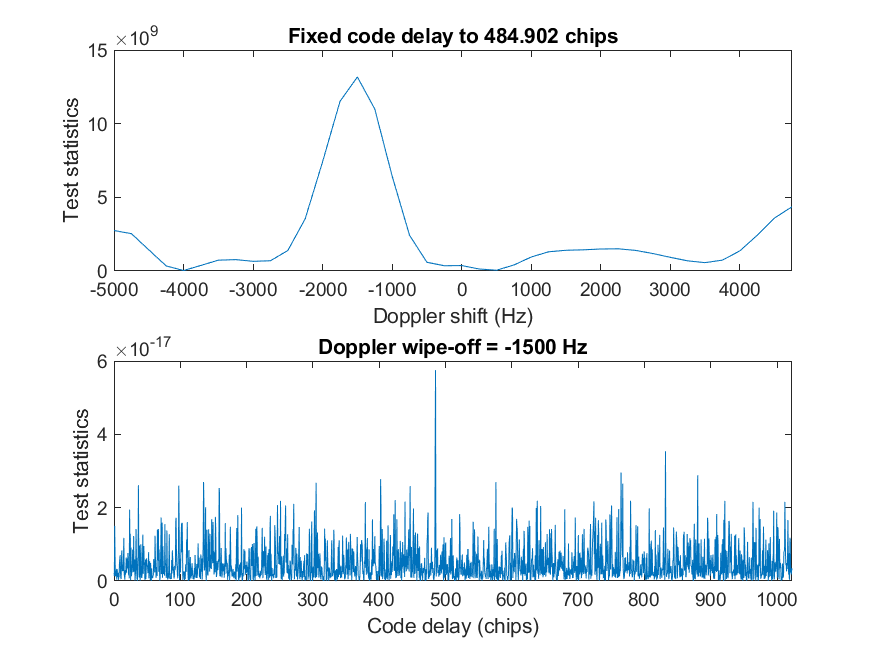 ×10^9
Fixed code delay to 484.902 chips
15
10
5
0
Test statistics
-5000 -4000 -3000 -2000 -1000 0 1000 2000 3000 4000
Doppler shift (Hz)
×10^-17
Doppler wipe-off = -1500 Hz
6
4
2
0
Test statistics
0 100 200 300 400 500 600 700 800 900 1000
Code delay (chips)